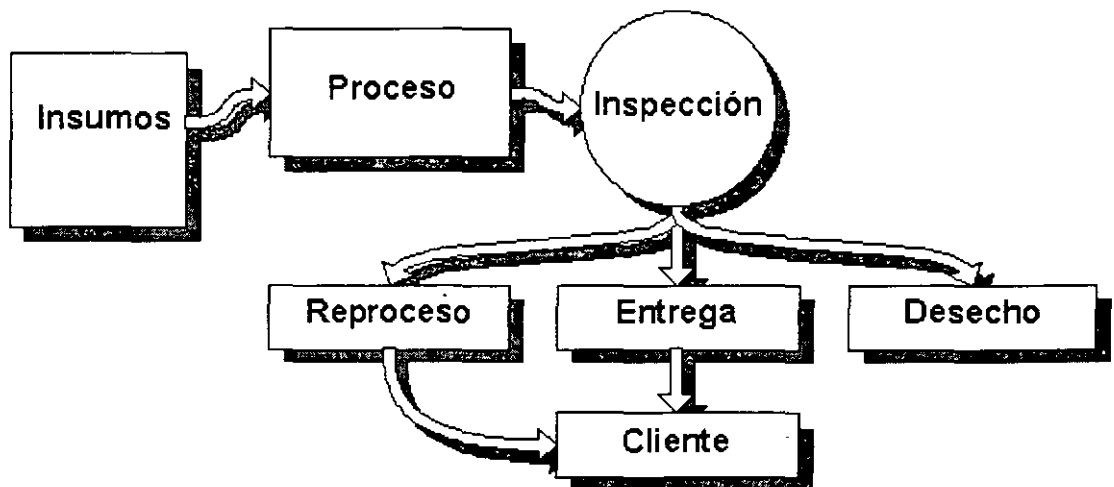 Insumos
Proceso
Inspección
Reproceso
Entrega
Desecho
Cliente